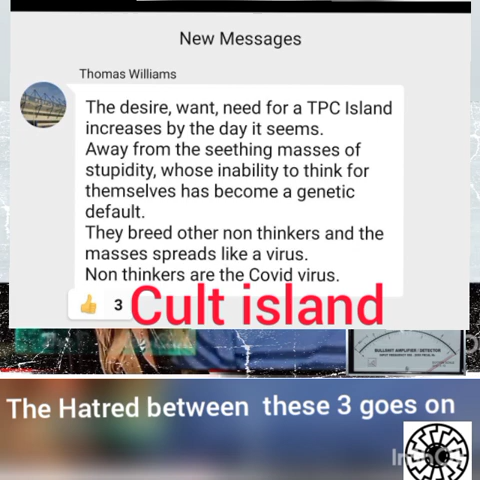 New Messages
Thomas Williams
The desire, want, need for a TPC Island
increases by the day it seems.
Away from the seething masses of
stupidity, whose inability to think for
themselves has become a genetic
default.
They breed other non thinkers and the
masses spreads like a virus.
Non thinkers are the Covid virus.
👍 3
Cult island
NULL AMPLIFIER / DETECTOR
The Hatred between these 3 goes on